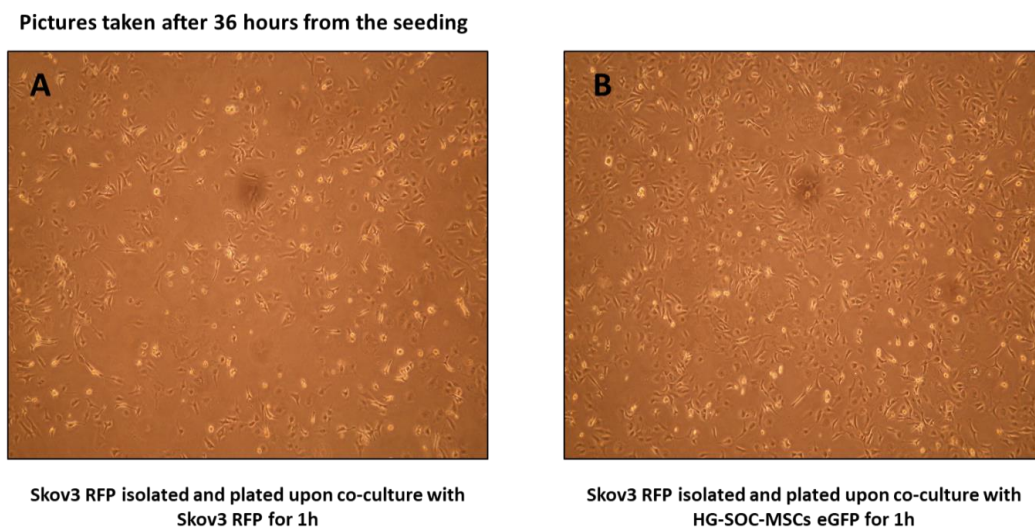 Pictures taken after 36 hours from the seeding
A
B
Skov3 RFP isolated and plated upon co-culture with
Skov3 RFP for 1h
Skov3 RFP isolated and plated upon co-culture with
HG-SOC-MSCs eGFP for 1h